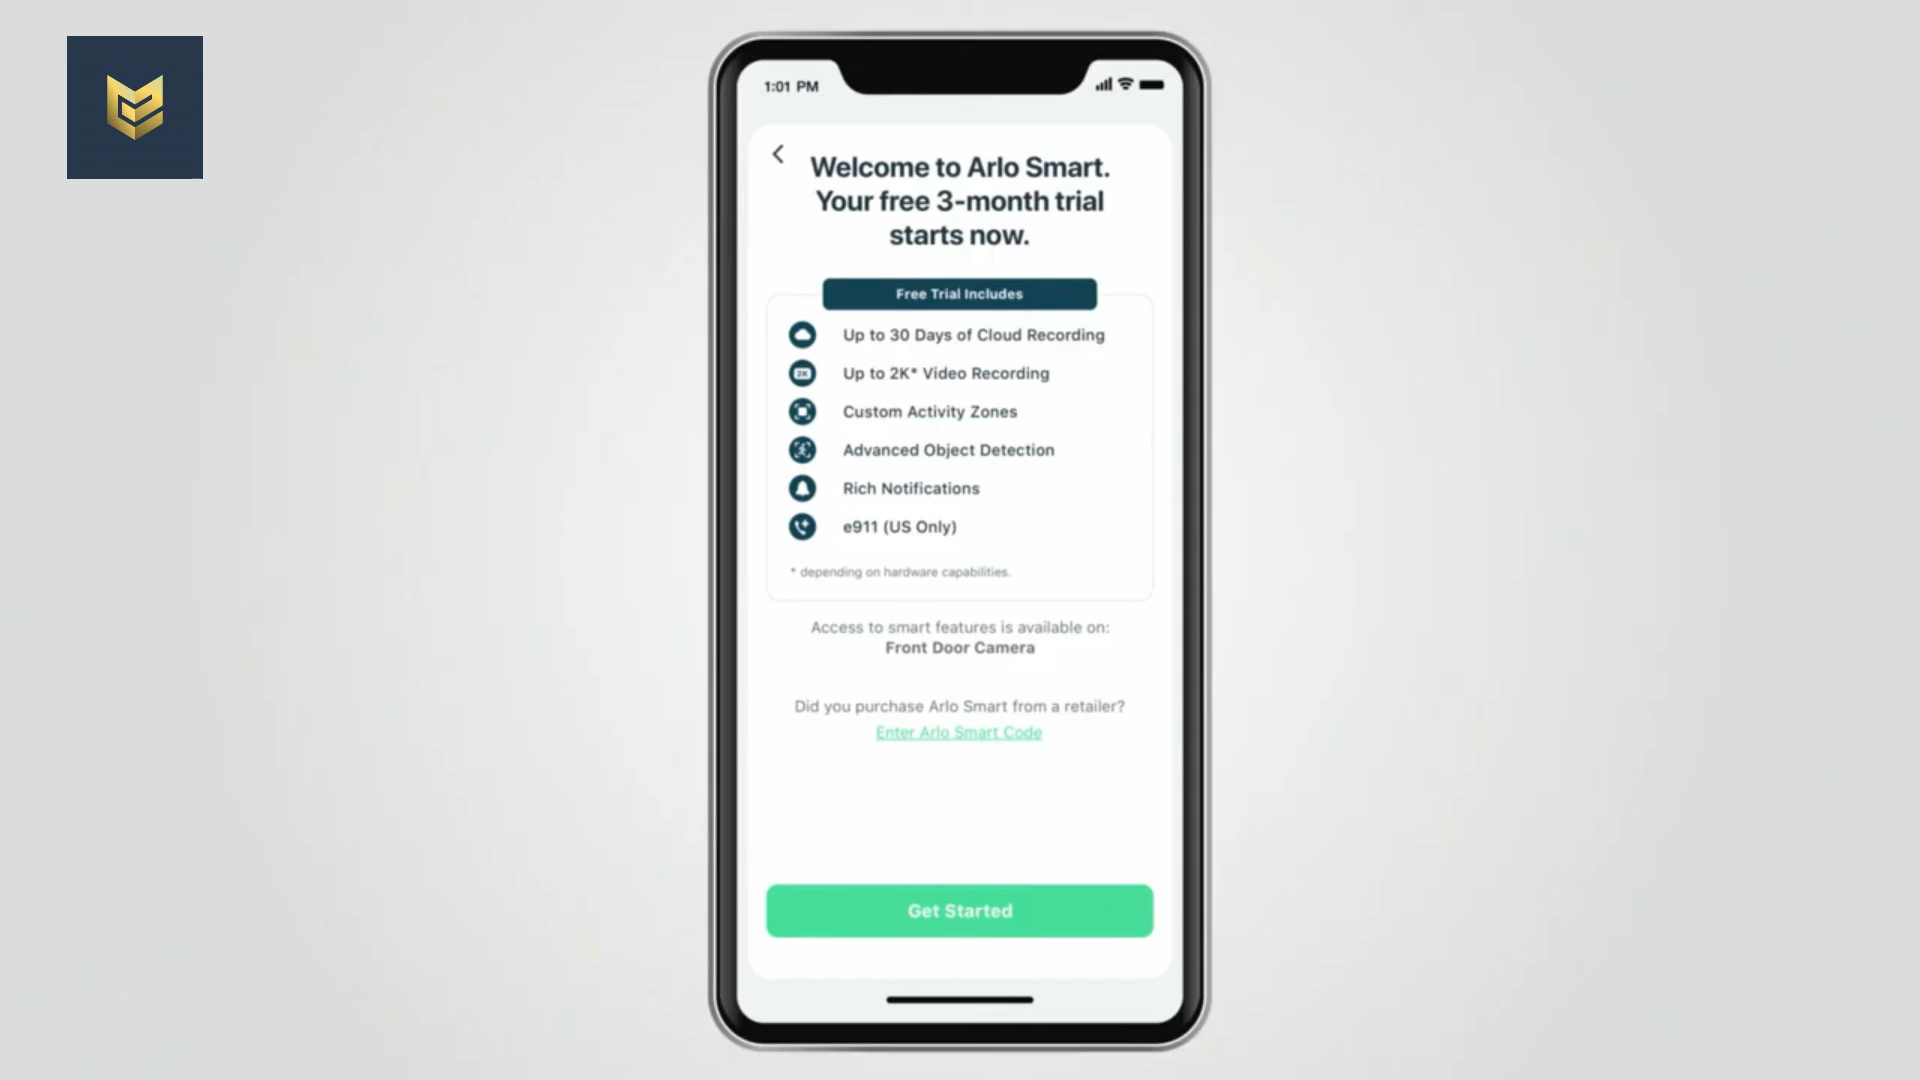 1:01 PM
Welcome to Arlo Smart.
Your free 3-month trial
starts now.
Free Trial Includes
Up to 30 Days of Cloud Recording
2K
Up to 2K* Video Recording
Custom Activity Zones
Advanced Object Detection
Rich Notifications
e911 (US Only)
* depending on hardware capabilities.
Access to smart features is available on:
Front Door Camera
Did you purchase Arlo Smart from a retailer?
Enter Arlo Smart Code
Get Started